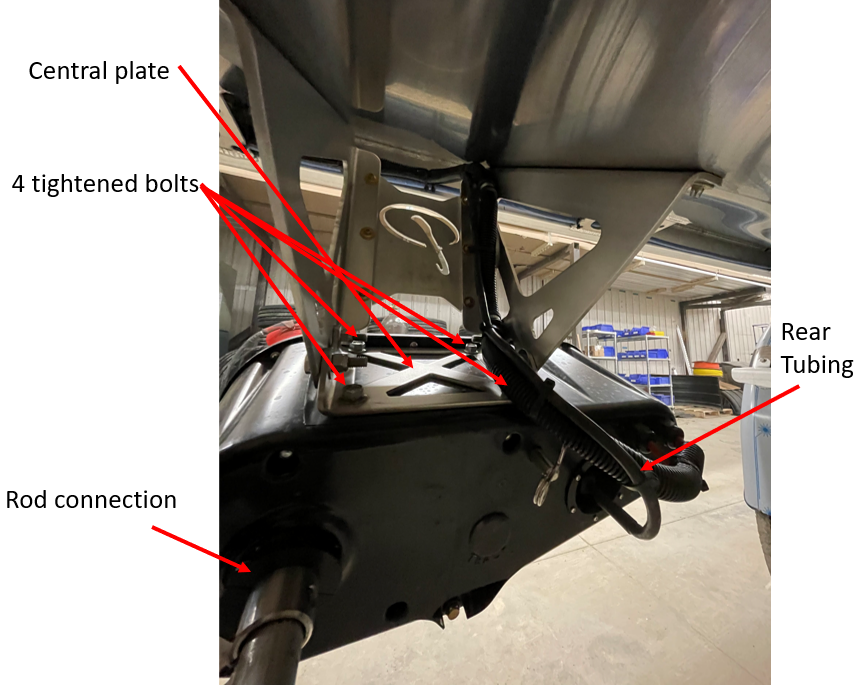 Central plate
4 tightened bolts
Rear
Tubing
Rod connection